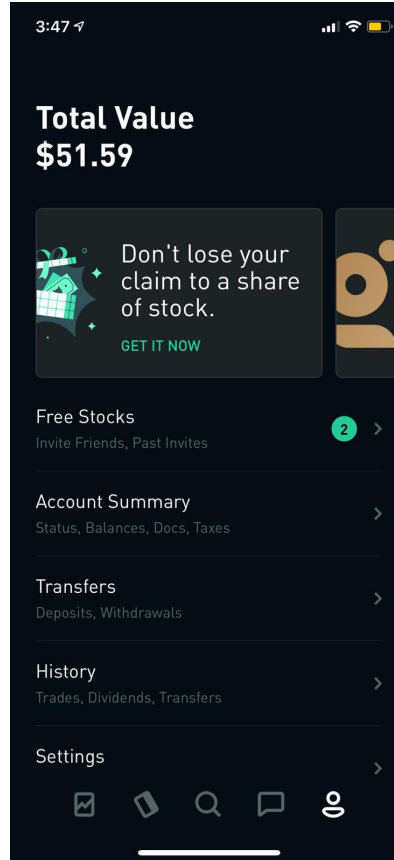 3:47
Total Value
$51.59
Don't lose your
claim to a share
of stock.
GET IT NOW
Free Stocks
Invite Friends, Past Invites
2
Account Summary
Status, Balances, Docs, Taxes
Transfers
Deposits, Withdrawals
History
Trades, Dividends, Transfers
Settings